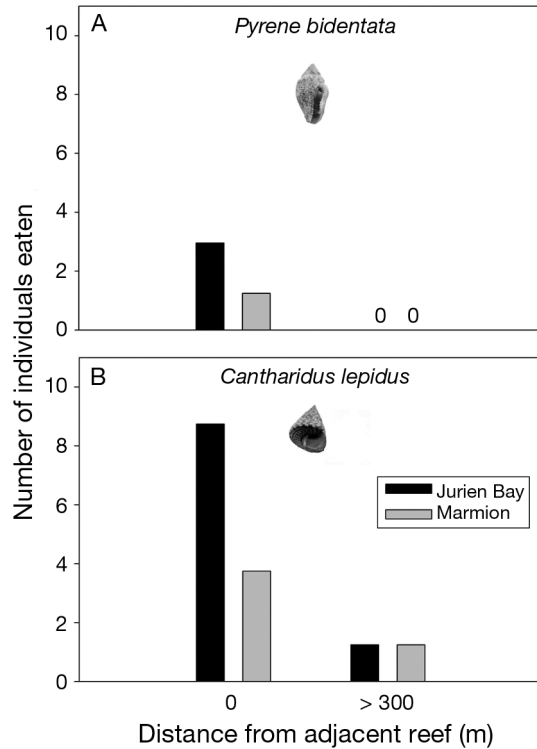 A
Pyrene bidentata
10
8
6
4
2
0
0 0
B
Cantharidus lepidus
10
8
6
4
2
0
Jurien Bay
Marmion
0 > 300
Number of individuals eaten
Distance from adjacent reef (m)